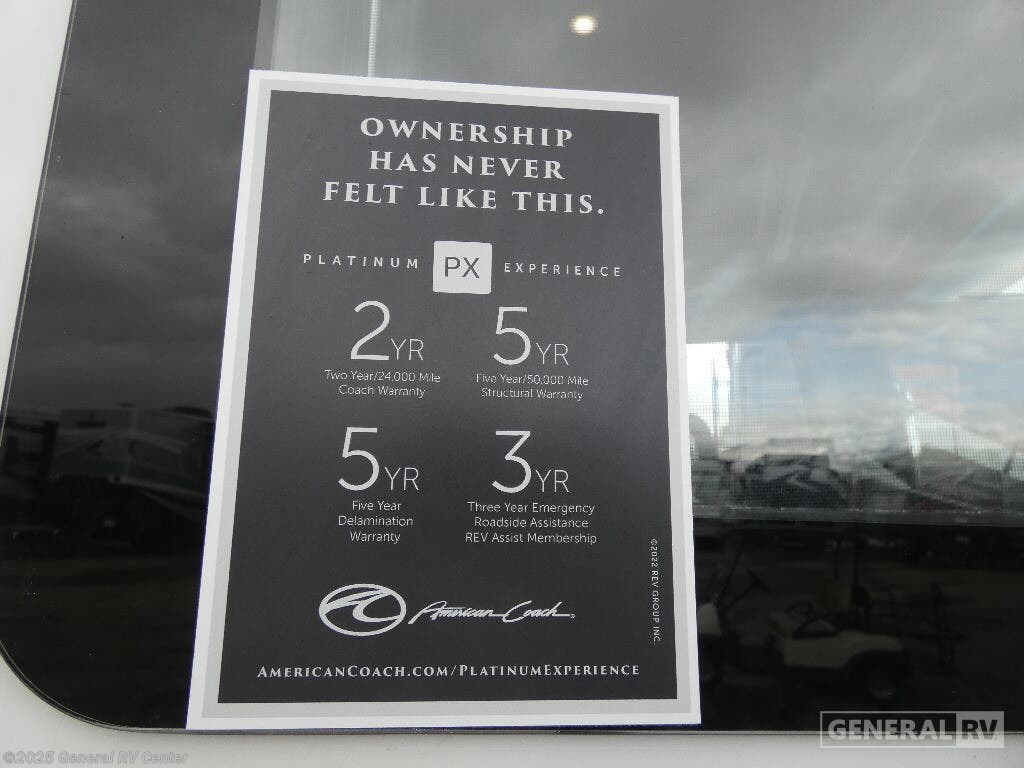 OWNERSHIP
HAS NEVER
FELT LIKE THIS.
PLATINUM PX EXPERIENCE
2YR
Two Year/24,000 Mile
Coach Warranty
5YR
Five Year/50,000 Mile
Structural Warranty
5YR
Five Year
Delamination
Warranty
3YR
Three Year Emergency
Roadside Assistance
REV Assist Membership
©2022 REV GROUP INC.
American Coach®
AMERICANCOACH.COM/PLATINUMEXPERIENCE
GENERAL RV
©2025 General RV Center